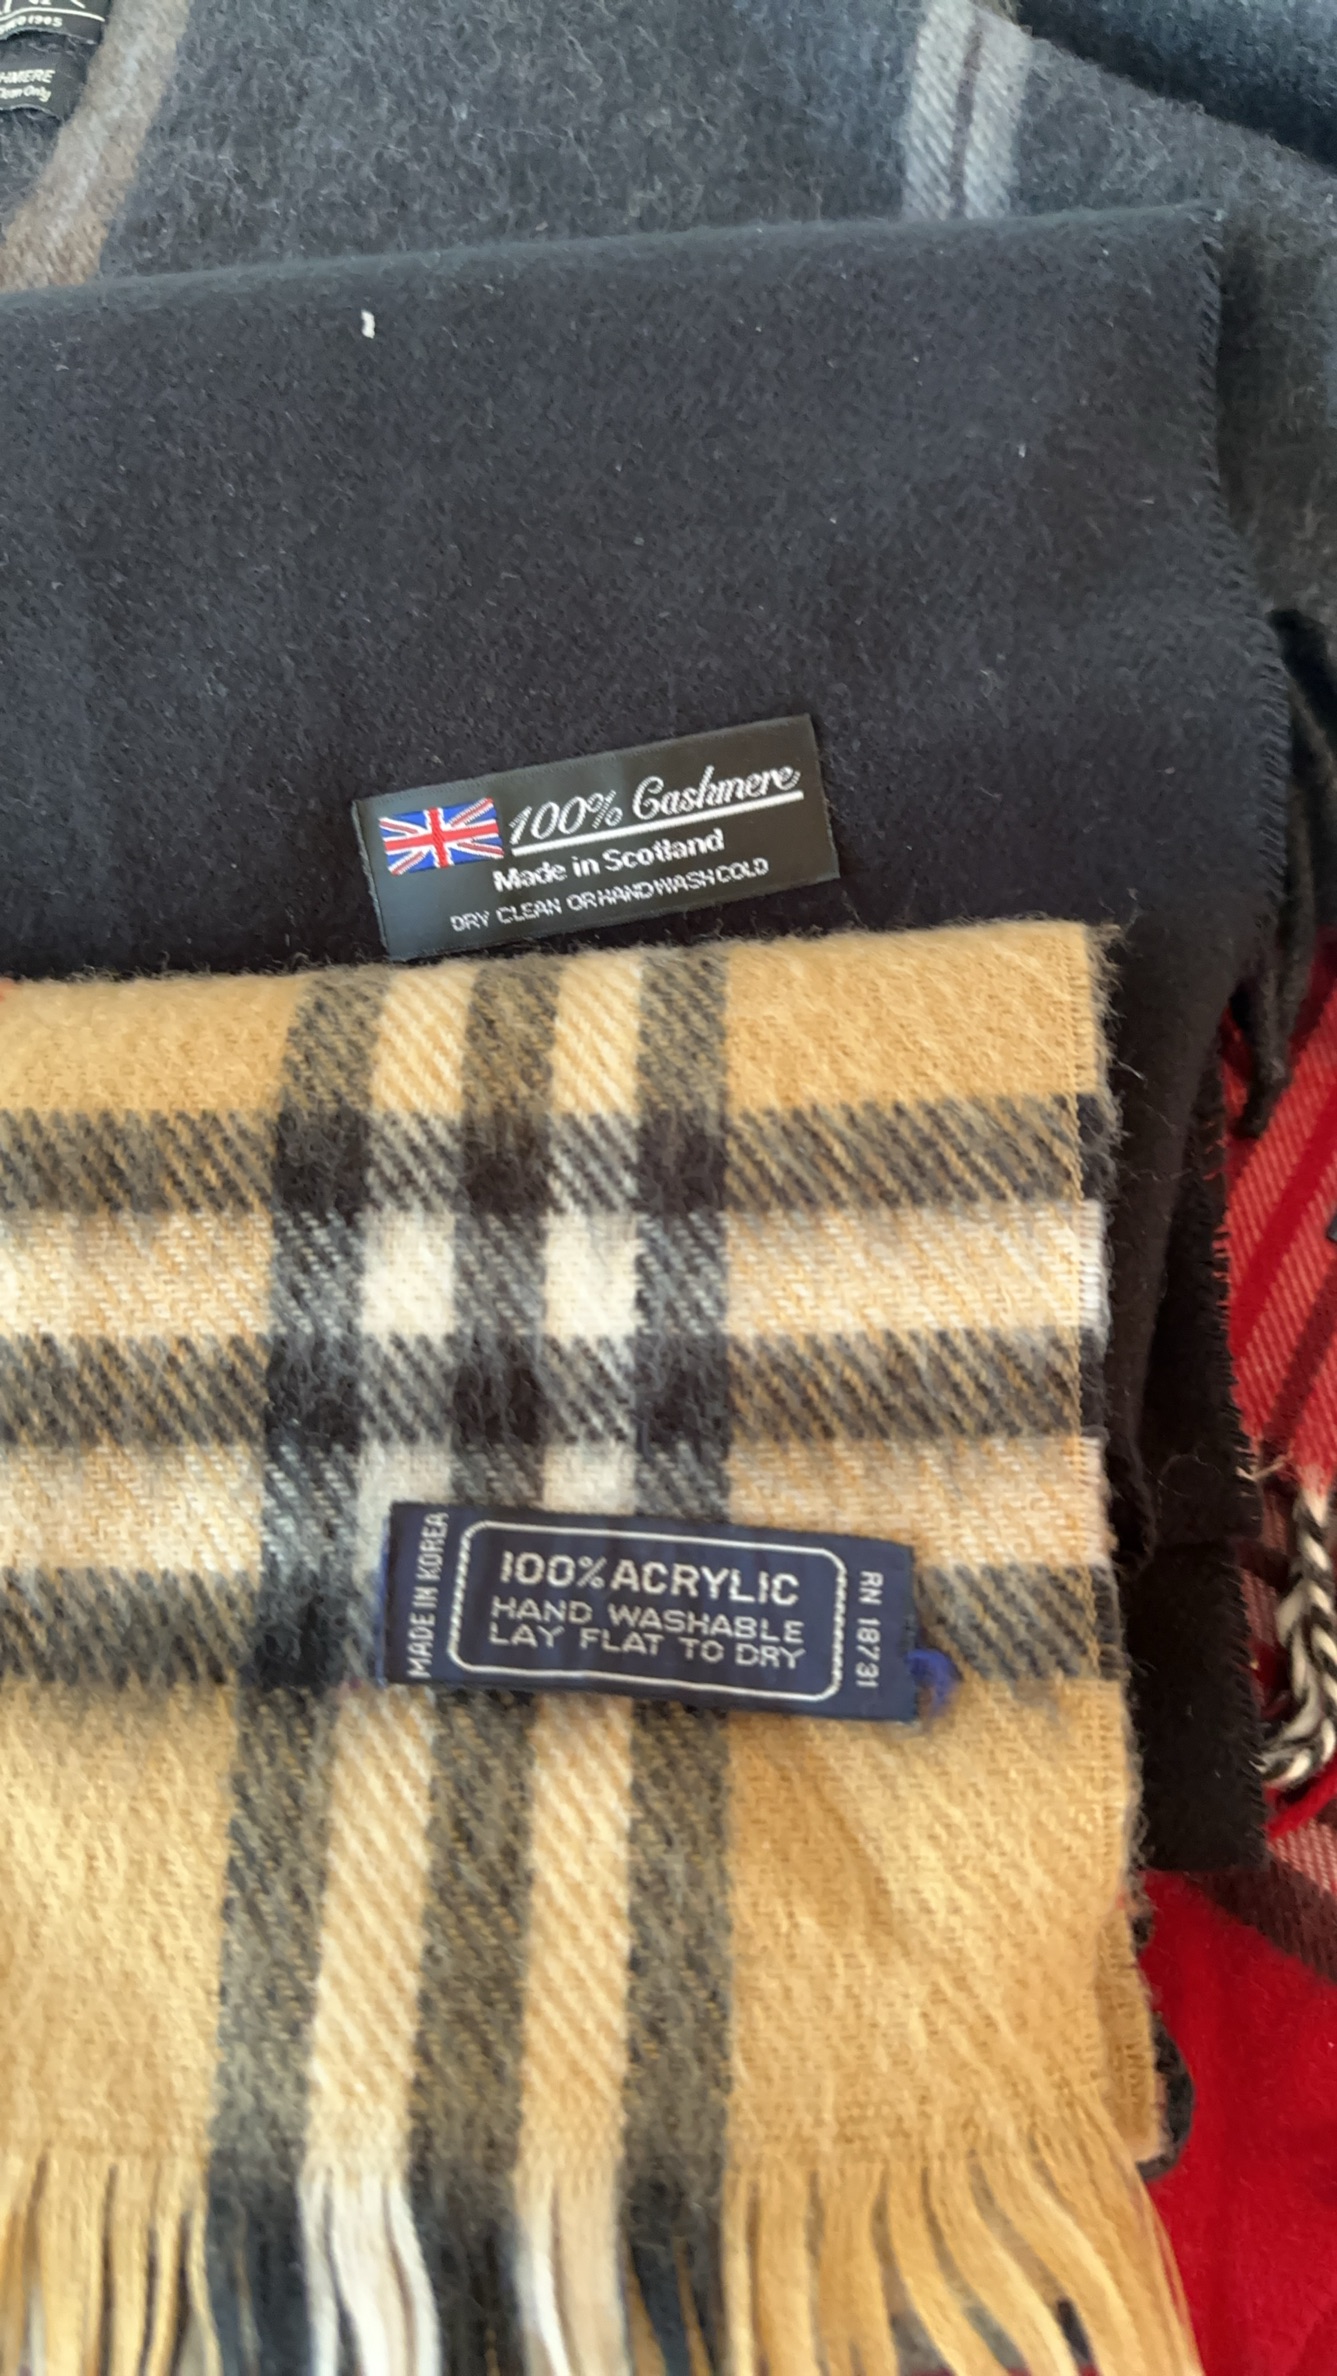 100% Cashmere
Made in Scotland
DRY CLEAN OR HAND WASH COLD
MADE IN KOREA
100% ACRYLIC
HAND WASHABLE
LAY FLAT TO DRY
RN 18731